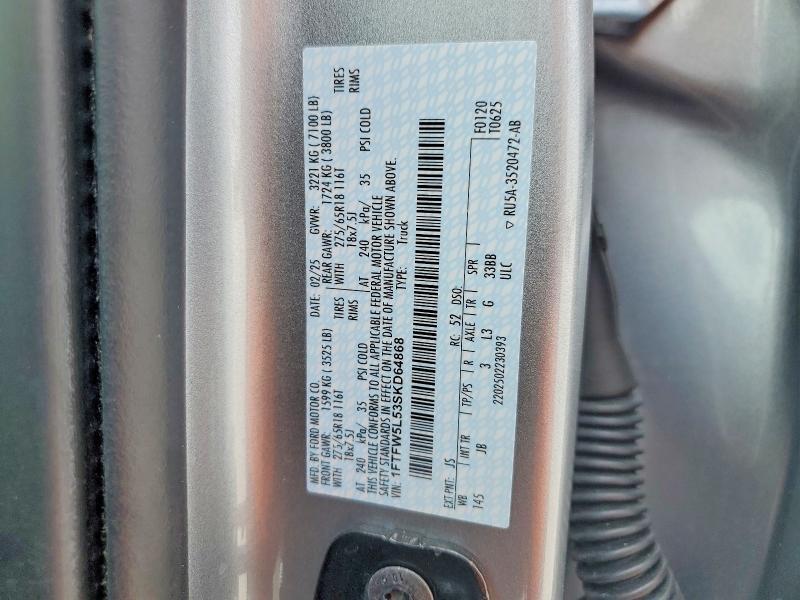 MFD. BY FORD MOTOR CO. DATE: 02/25 GVWR: 3221 KG ( 7100 LB)
FRONT GAWR: 1599 KG ( 3525 LB) REAR GAWR: 1724 KG ( 3800 LB)
WITH 275/65R18 116T TIRES WITH 275/65R18 116T TIRES
18x7.5J RIMS 18x7.5J RIMS
AT 240 kPa/ 35 PSI COLD AT 240 kPa/ 35 PSI COLD
THIS VEHICLE CONFORMS TO ALL APPLICABLE FEDERAL MOTOR VEHICLE
SAFETY STANDARDS IN EFFECT ON THE DATE OF MANUFACTURE SHOWN ABOVE.
VIN: 1FTFW5L53SKD64868 TYPE: Truck
EXT PNT: JS RC: 52 DSO: F0120
WB INT TR TP/PS R AXLE TR SPR T0625
145 JB 3 L3 G 33BB
ULC
2202502230393 ▽ RU5A-3520472-AB